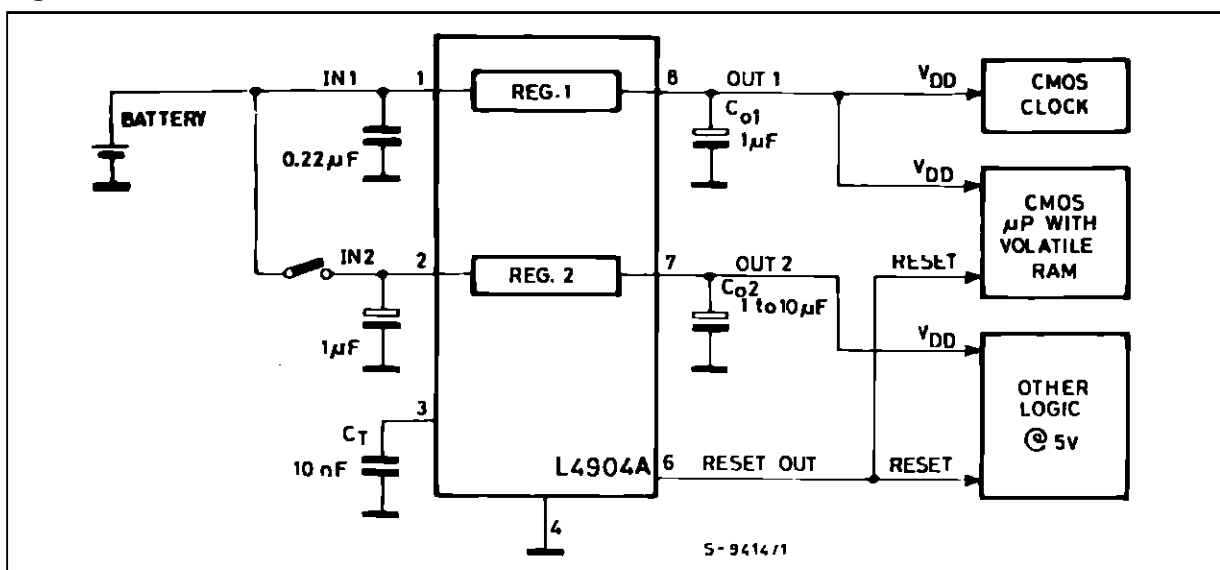 IN1
1
REG. 1
8
OUT 1
VDD
CMOS
CLOCK
BATTERY
0.22µF
Co1
1µF
VDD
CMOS
µP WITH
VOLATILE
RAM
IN2
2
REG. 2
7
OUT 2
RESET
Co2
1 to 10µF
1µF
VDD
OTHER
LOGIC
@ 5V
3
CT
10 nF
L4904A
6
RESET OUT
RESET
4
S-9414/1